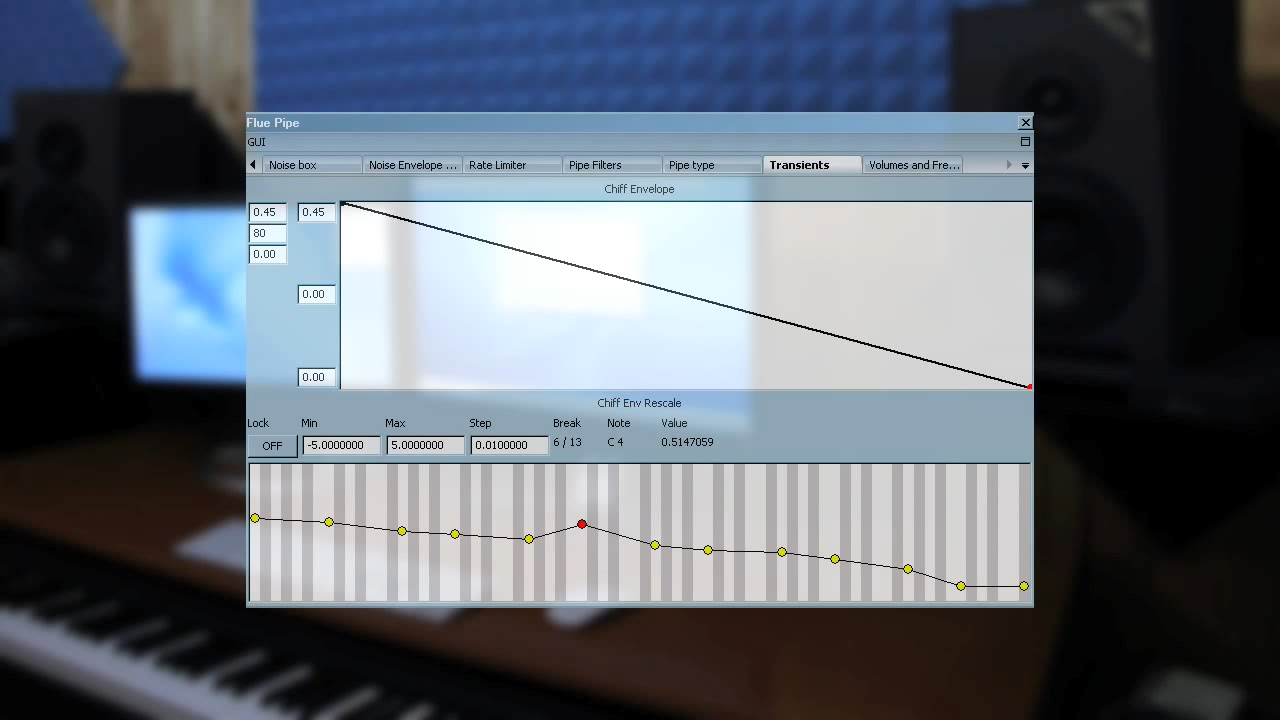 Flue Pipe
GUI
Noise box Noise Envelope ... Rate Limiter Pipe Filters Pipe type Transients Volumes and Fre...
Chiff Envelope
0.45 0.45
80
0.00
0.00
0.00
Chiff Env Rescale
Lock Min Max Step Break Note Value
OFF -5.0000000 5.0000000 0.0100000 6 / 13 C 4 0.5147059